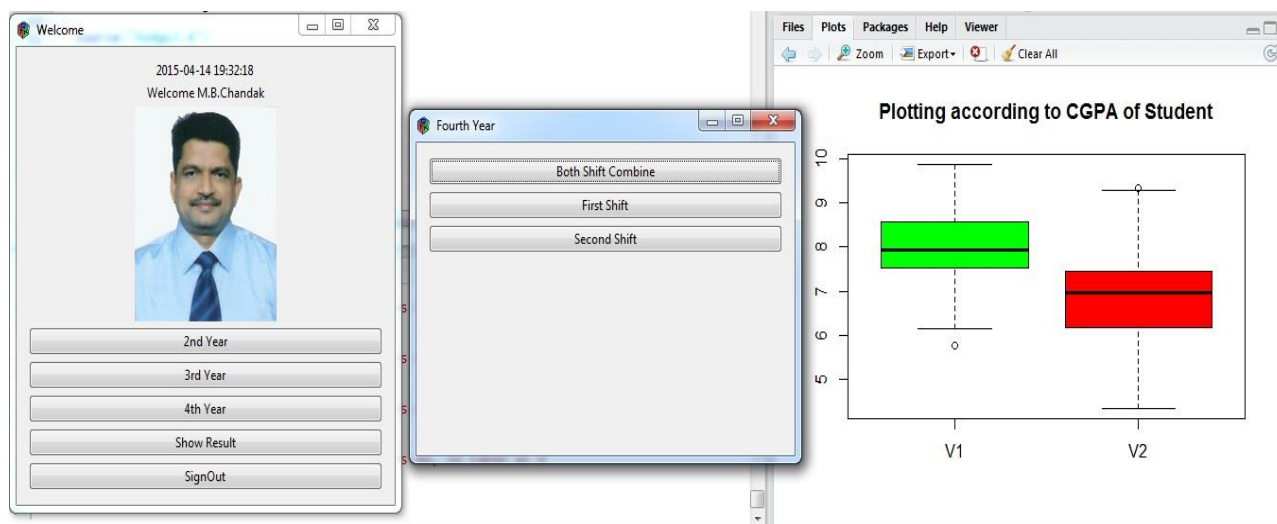 Welcome
2015-04-14 19:32:18
Welcome M.B.Chandak
2nd Year
3rd Year
4th Year
Show Result
SignOut
Fourth Year
Both Shift Combine
First Shift
Second Shift
Files Plots Packages Help Viewer
Zoom Export Clear All
Plotting according to CGPA of Student
10
9
8
7
6
5
V1 V2